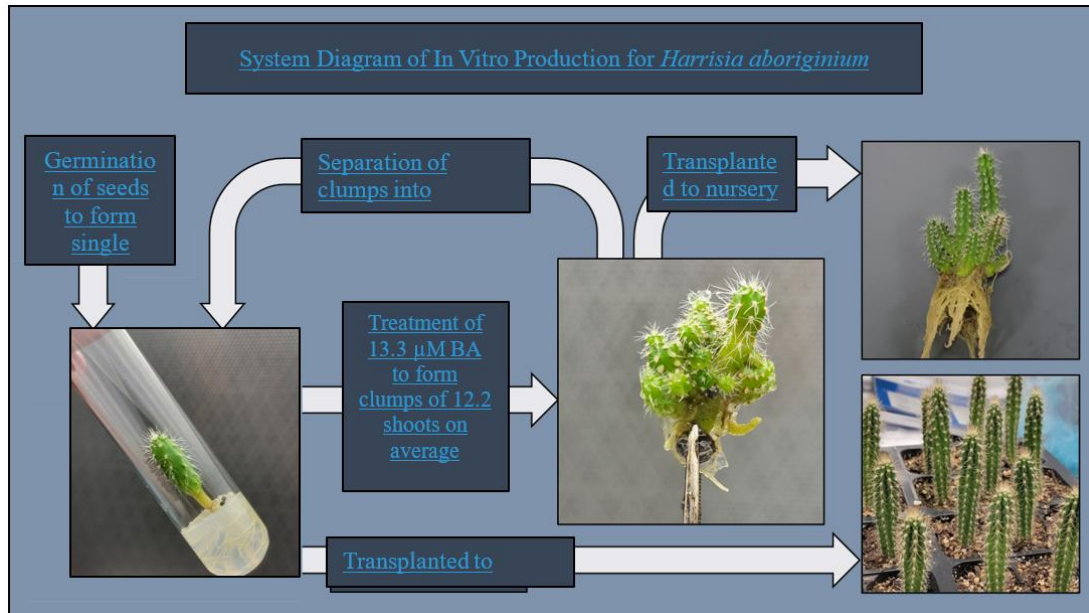 System Diagram of In Vitro Production for Harrisia aboriginium
Germinatio
n of seeds
to form
single
Separation of
clumps into
Transplante
d to nursery
Treatment of
13.3 µM BA
to form
clumps of 12.2
shoots on
average
Transplanted to